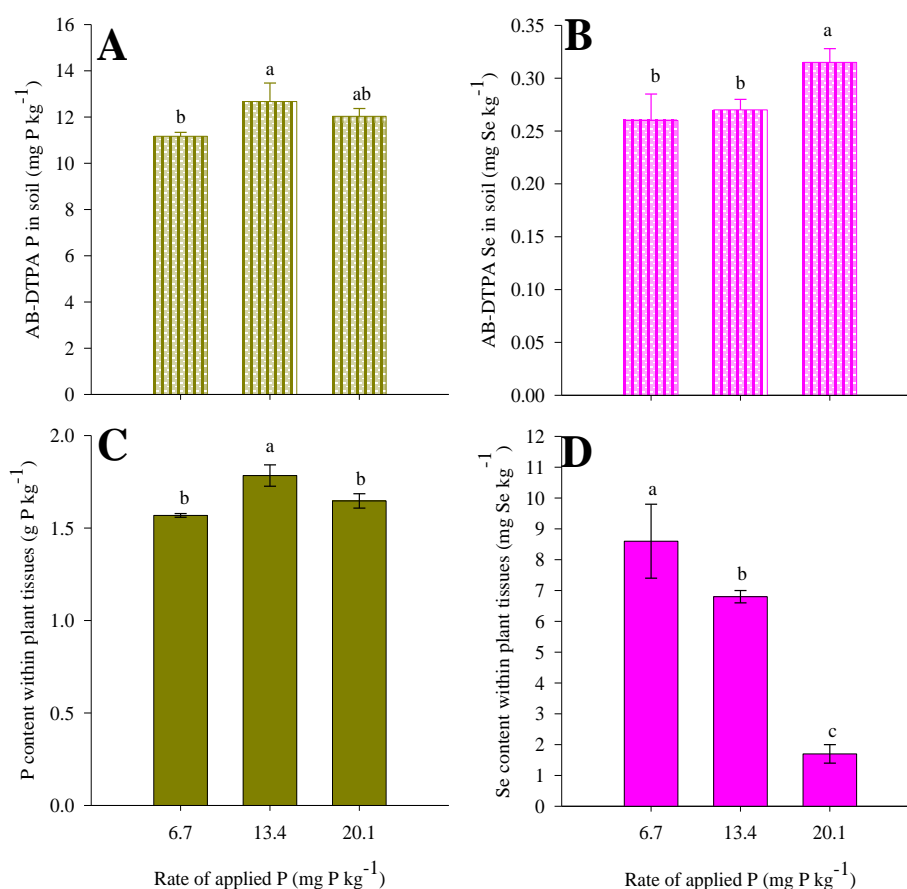 A
AB-DTPA P in soil (mg P kg⁻¹)
16
14
12
10
8
6
4
2
0
b
a
ab
B
AB-DTPA Se in soil (mg Se kg⁻¹)
0.35
0.30
0.25
0.20
0.15
0.10
0.05
0.00
b
b
a
C
P content within plant tissues (g P kg⁻¹)
2.0
1.5
1.0
0.5
0.0
b
a
b
6.7
13.4
20.1
Rate of applied P (mg P kg⁻¹)
D
Se content within plant tissues (mg Se kg⁻¹)
12
11
10
9
8
7
6
5
4
3
2
1
0
a
b
c
6.7
13.4
20.1
Rate of applied P (mg P kg⁻¹)